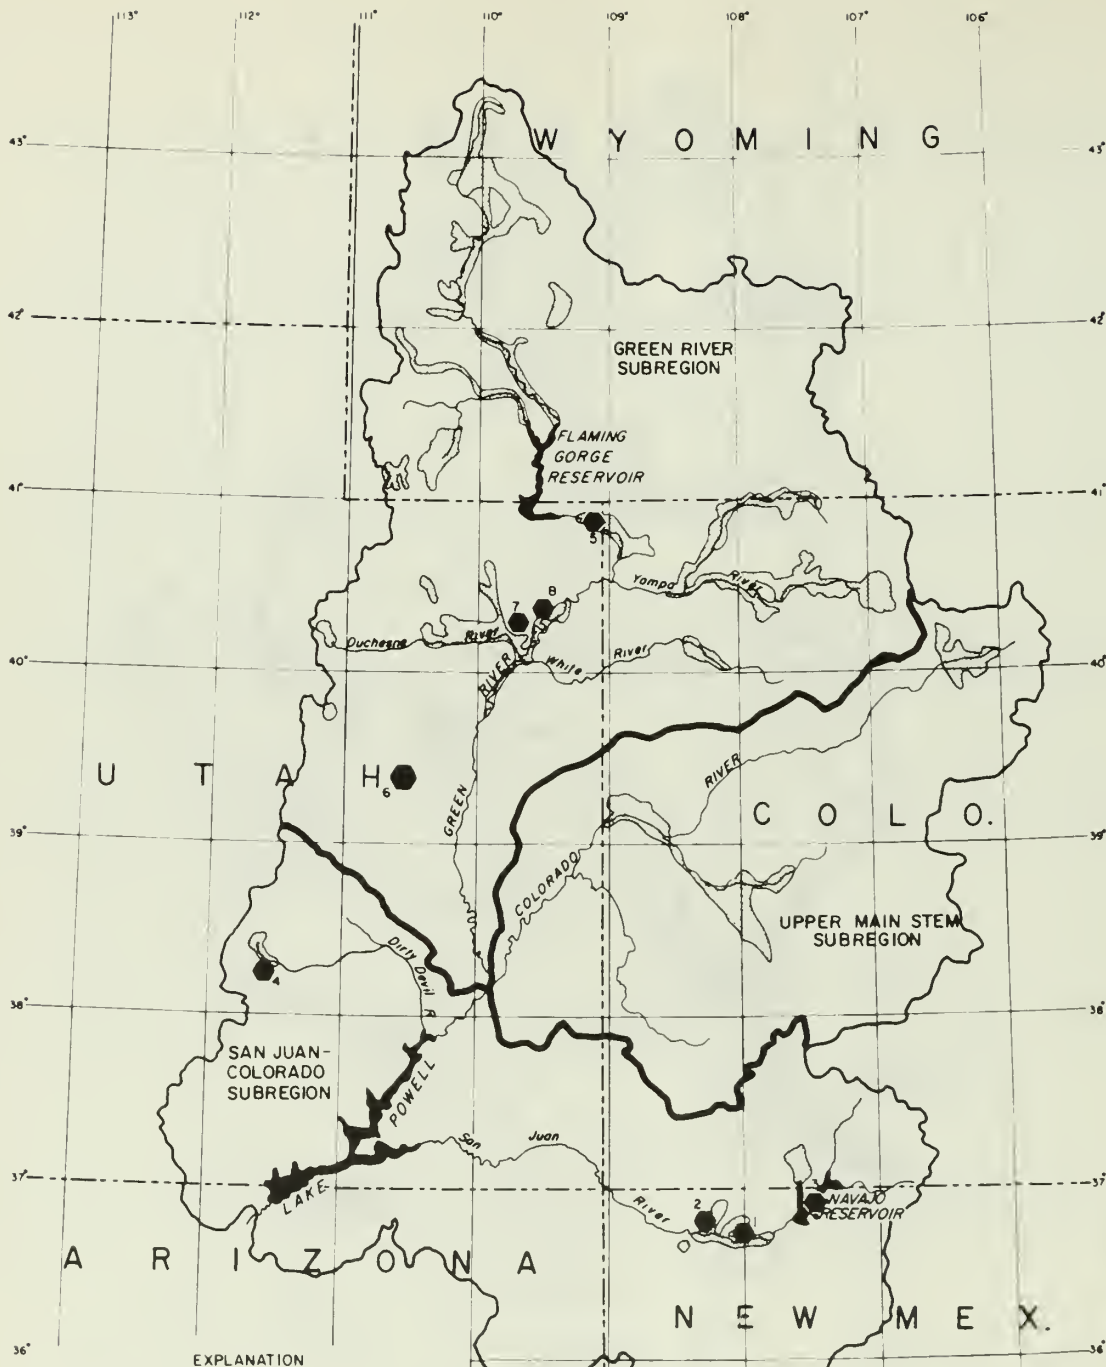 113° 112° 111° 110° 109° 108° 107° 106°
43° W Y O M I N G 43°
42° 42°
GREEN RIVER
SUBREGION
FLAMING
GORGE
RESERVOIR
41° 41°
5
Yampa River
8
7
Duchesne River
RIVER
White River
40° 40°
U T A H
6
GREEN
RIVER
C O L O.
39° 39°
COLORADO
UPPER MAIN STEM
SUBREGION
Dirty Devil R
4
38° 38°
SAN JUAN-
COLORADO
SUBREGION
POWELL
San Juan
37° 37°
LAKE
River
2
1
3
NAVAJO
RESERVOIR
A R I Z O N A
N E W M E X.
36° 36°
EXPLANATION